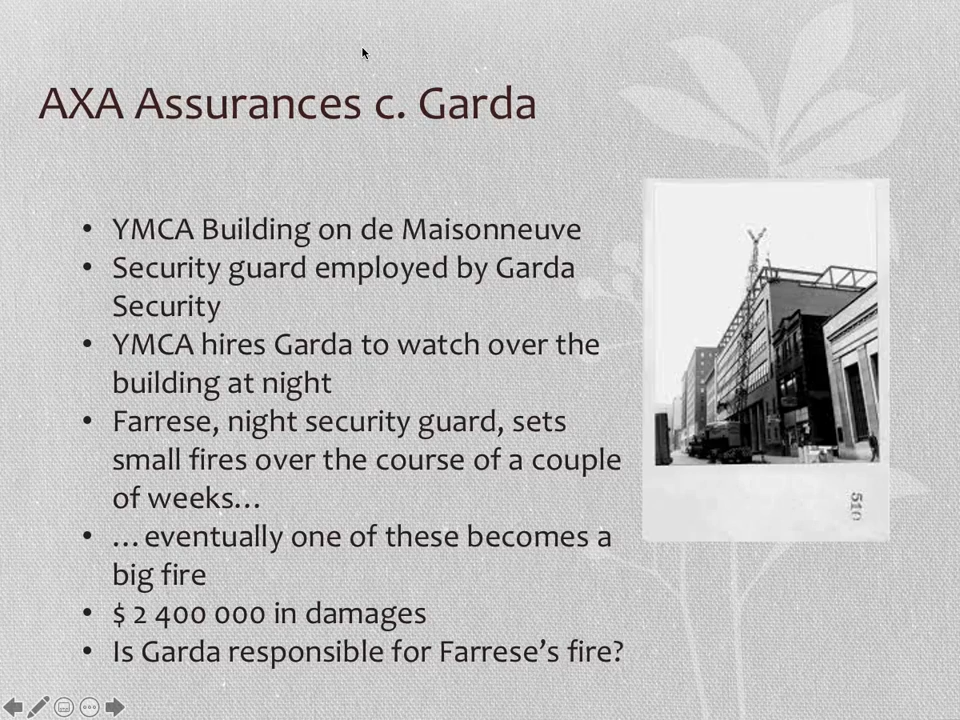 AXA Assurances c. Garda
• YMCA Building on de Maisonneuve
• Security guard employed by Garda
Security
• YMCA hires Garda to watch over the
building at night
• Farrese, night security guard, sets
small fires over the course of a couple
of weeks…
• …eventually one of these becomes a
big fire
• $ 2 400 000 in damages
• Is Garda responsible for Farrese’s fire?
510